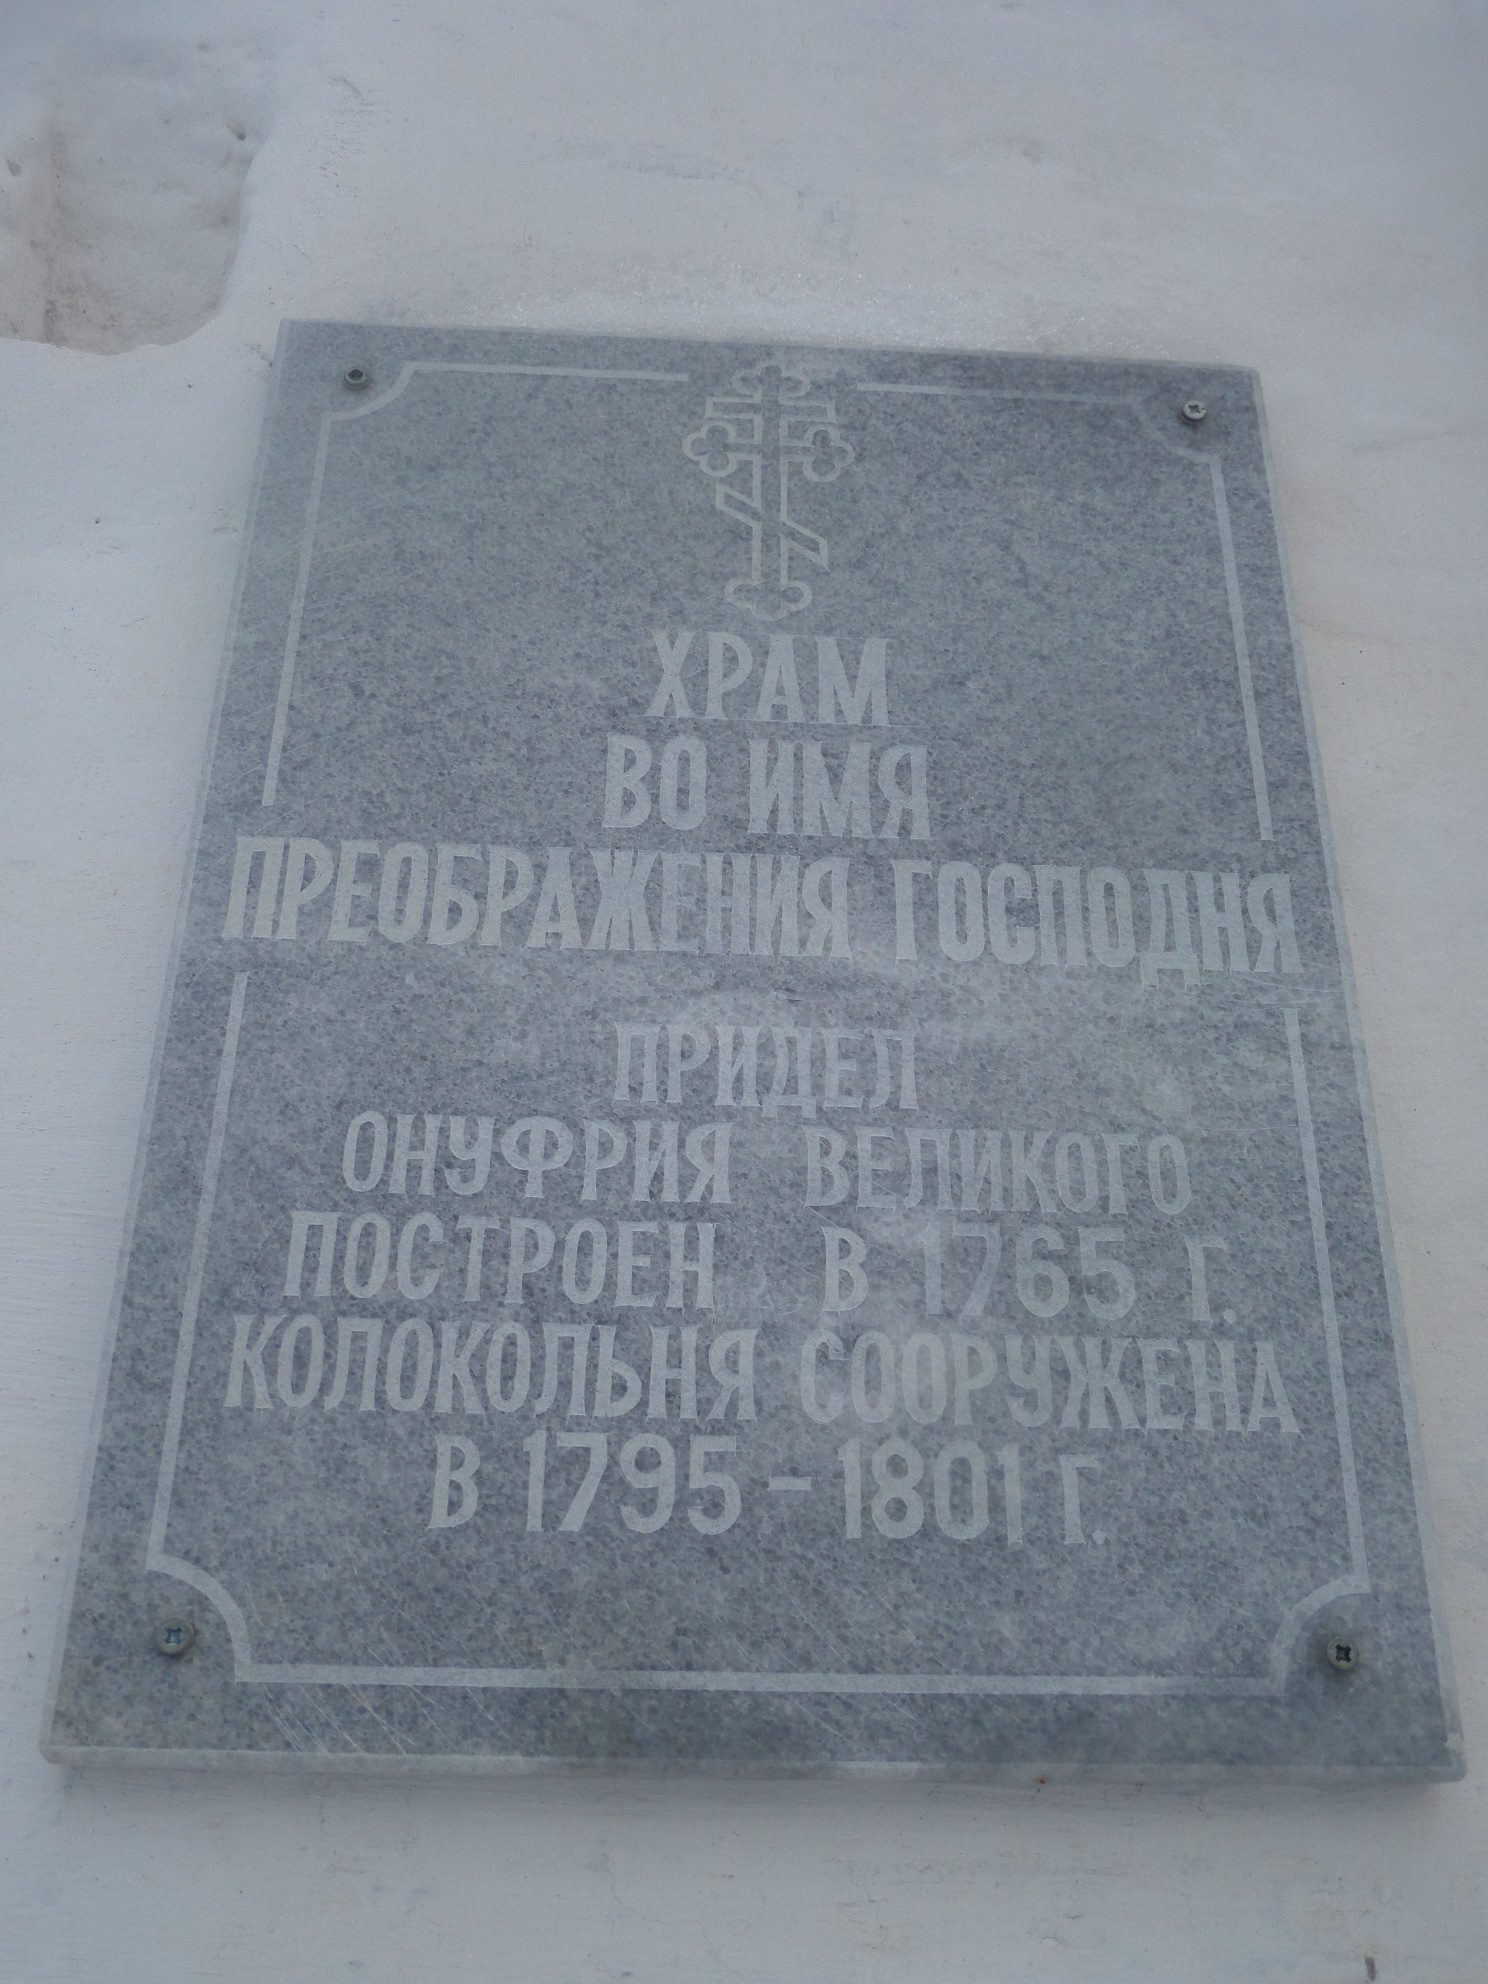 ХРАМ
ВО ИМЯ
ПРЕОБРАЖЕНИЯ ГОСПОДНЯ
ПРИДЕЛ
ОНУФРИЯ ВЕЛИКОГО
ПОСТРОЕН В 1765 Г.
КОЛОКОЛЬНЯ СООРУЖЕНА
В 1795 – 1801 Г.